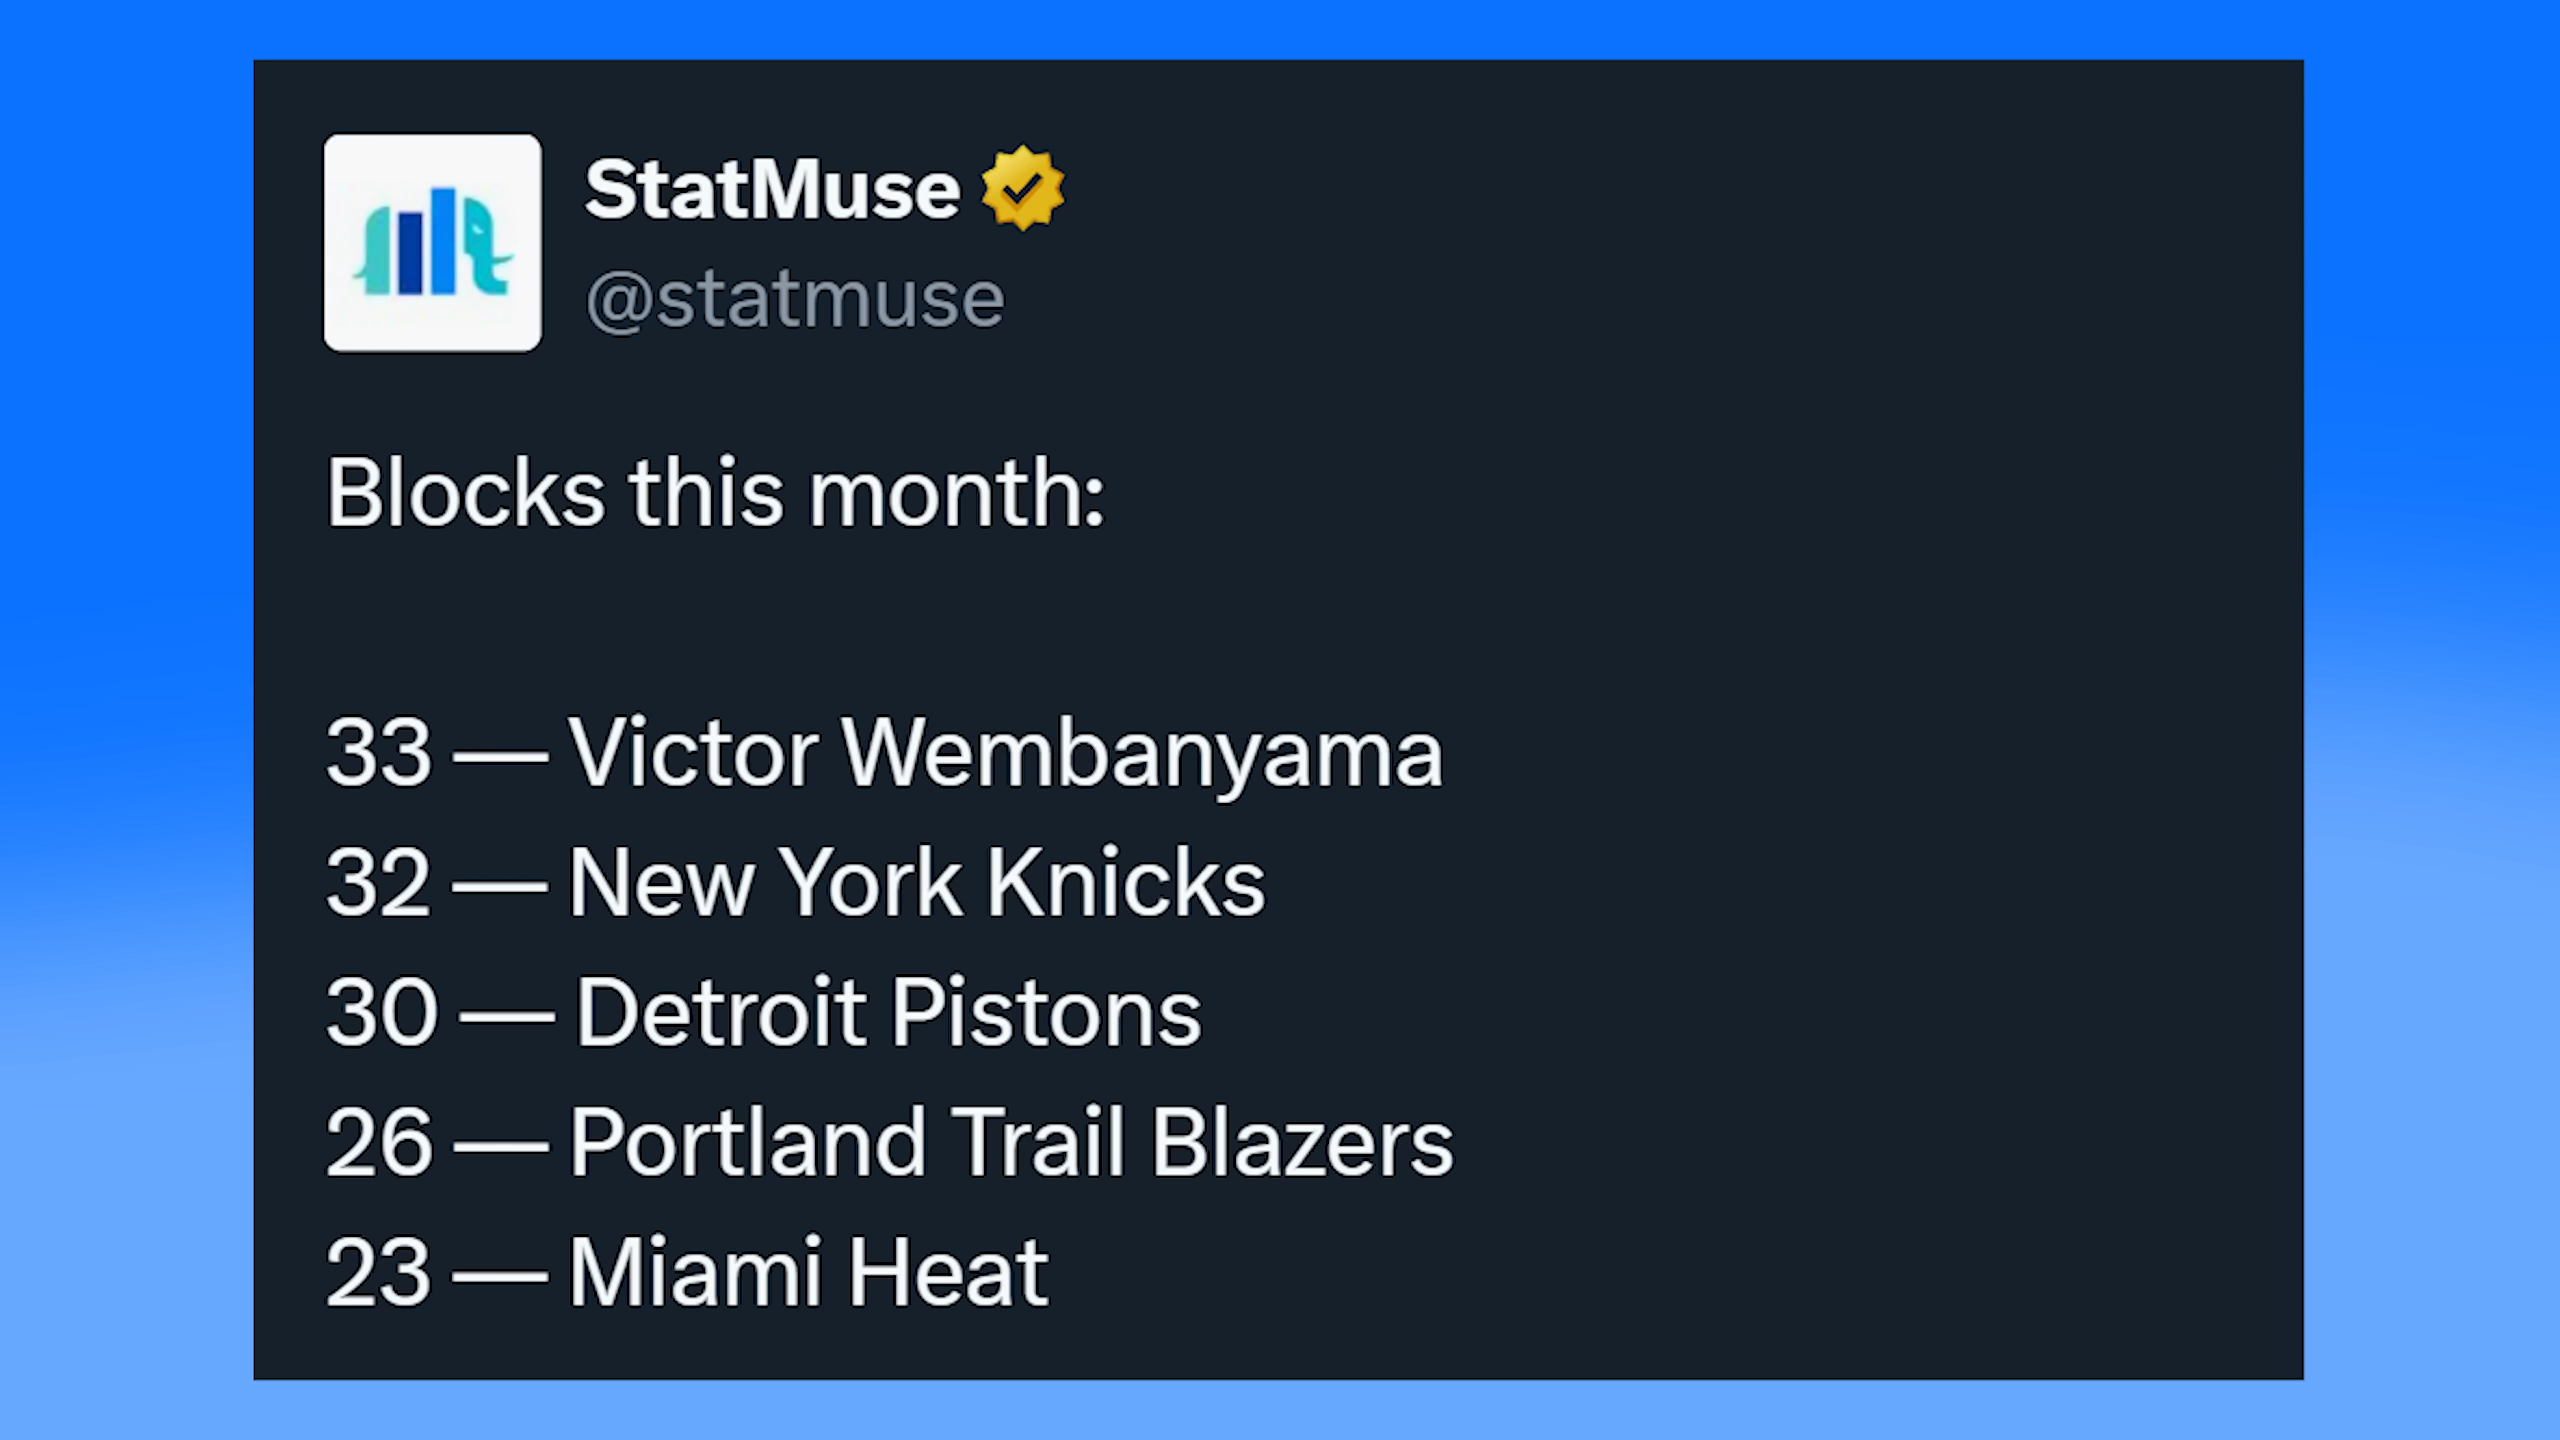 StatMuse
@statmuse
Blocks this month:
33 — Victor Wembanyama
32 — New York Knicks
30 — Detroit Pistons
26 — Portland Trail Blazers
23 — Miami Heat